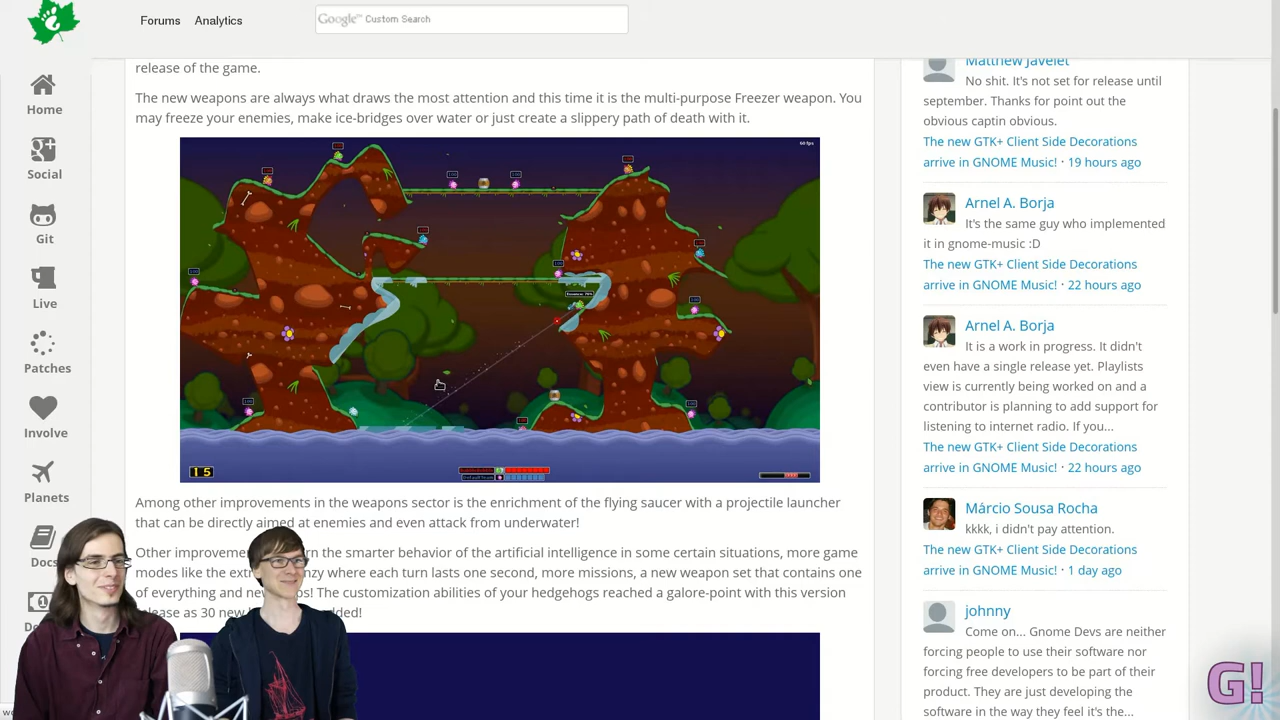 Forums
Analytics
Google™ Custom Search
Home
Social
Git
Live
Patches
Involve
Planets
Docs
release of the game.
The new weapons are always what draws the most attention and this time it is the multi-purpose Freezer weapon. You
may freeze your enemies, make ice-bridges over water or just create a slippery path of death with it.
60 fps
15
Among other improvements in the weapons sector is the enrichment of the flying saucer with a projectile launcher
that can be directly aimed at enemies and even attack from underwater!
Other improvem rn the smarter behavior of the artificial intelligence in some certain situations, more game
modes like the extr nzy where each turn lasts one second, more missions, a new weapon set that contains one
of everything and new ps! The customization abilities of your hedgehogs reached a galore-point with this version
lease as 30 new dded!
Matthew Javelet
No shit. It's not set for release until
september. Thanks for point out the
obvious captin obvious.
The new GTK+ Client Side Decorations
arrive in GNOME Music! · 19 hours ago
Arnel A. Borja
It's the same guy who implemented
it in gnome-music :D
The new GTK+ Client Side Decorations
arrive in GNOME Music! · 22 hours ago
Arnel A. Borja
It is a work in progress. It didn't
even have a single release yet. Playlists
view is currently being worked on and a
contributor is planning to add support for
listening to internet radio. If you...
The new GTK+ Client Side Decorations
arrive in GNOME Music! · 22 hours ago
Márcio Sousa Rocha
kkkk, i didn't pay attention.
The new GTK+ Client Side Decorations
arrive in GNOME Music! · 1 day ago
johnny
Come on... Gnome Devs are neither
forcing people to use their software nor
forcing free developers to be part of their
product. They are just developing the
software in the way they feel it's the...
G!